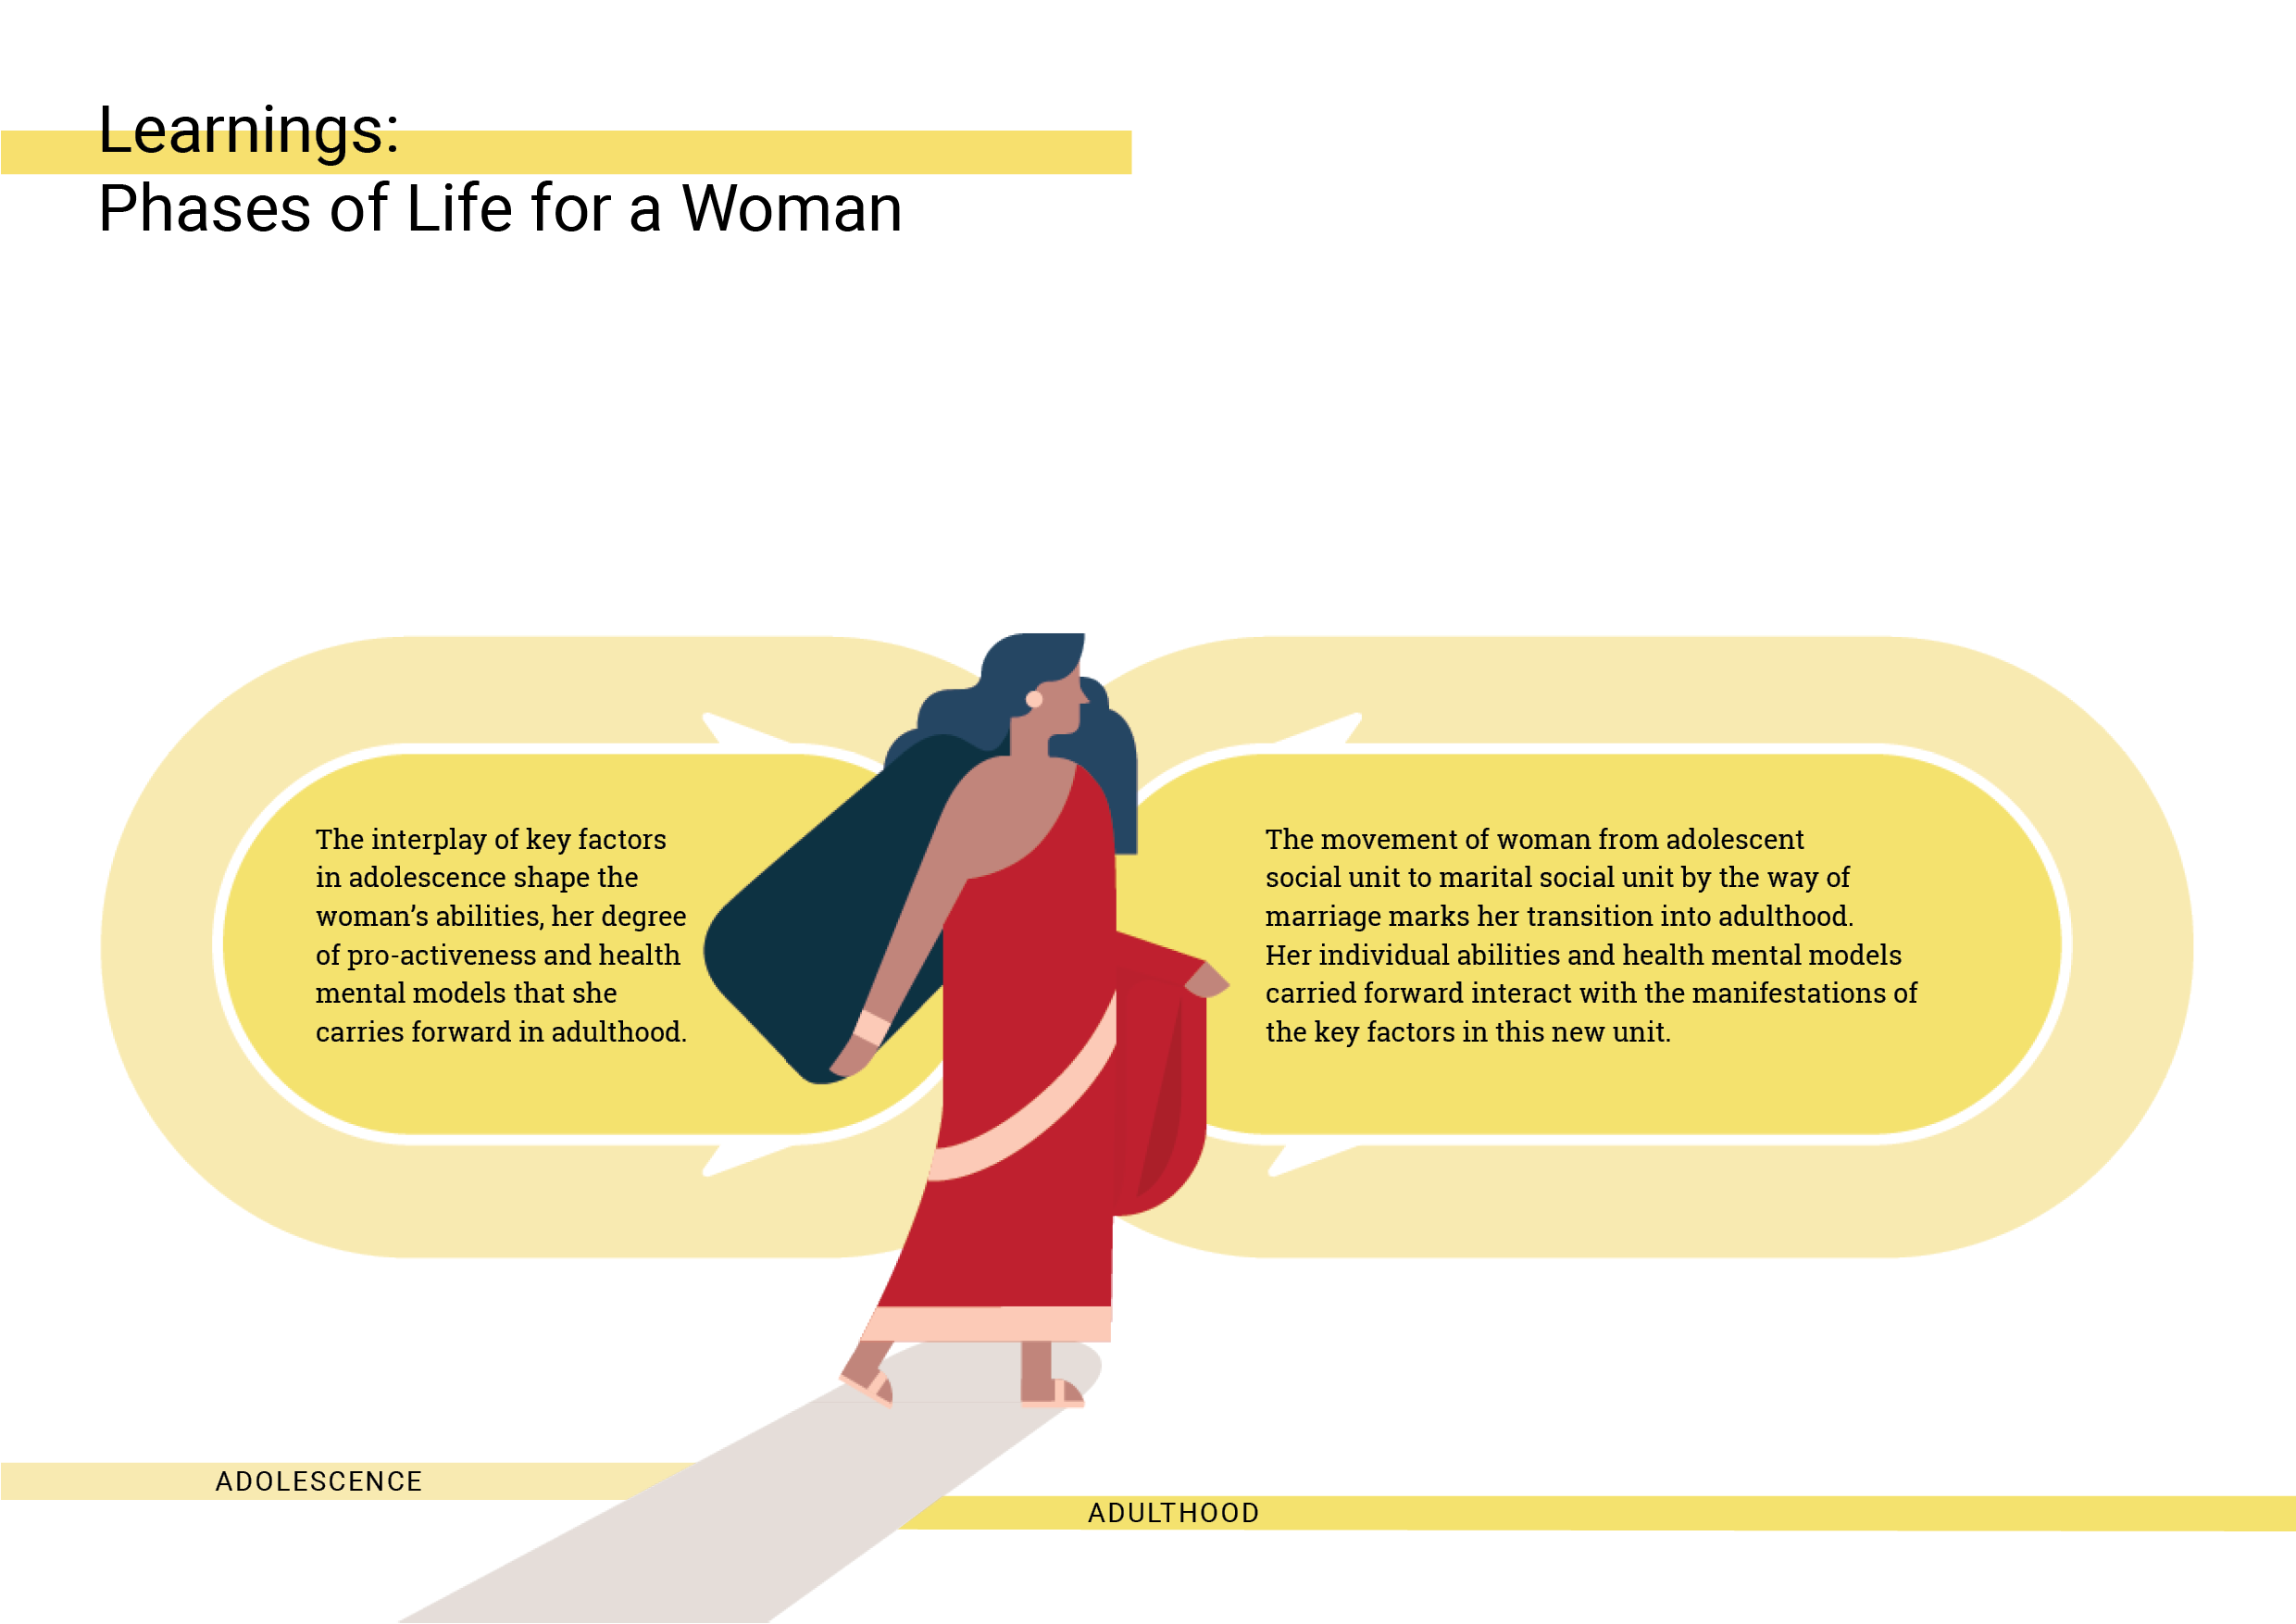 Learnings:
Phases of Life for a Woman
The interplay of key factors
in adolescence shape the
woman’s abilities, her degree
of pro-activeness and health
mental models that she
carries forward in adulthood.
The movement of woman from adolescent
social unit to marital social unit by the way of
marriage marks her transition into adulthood.
Her individual abilities and health mental models
carried forward interact with the manifestations of
the key factors in this new unit.
ADOLESCENCE
ADULTHOOD